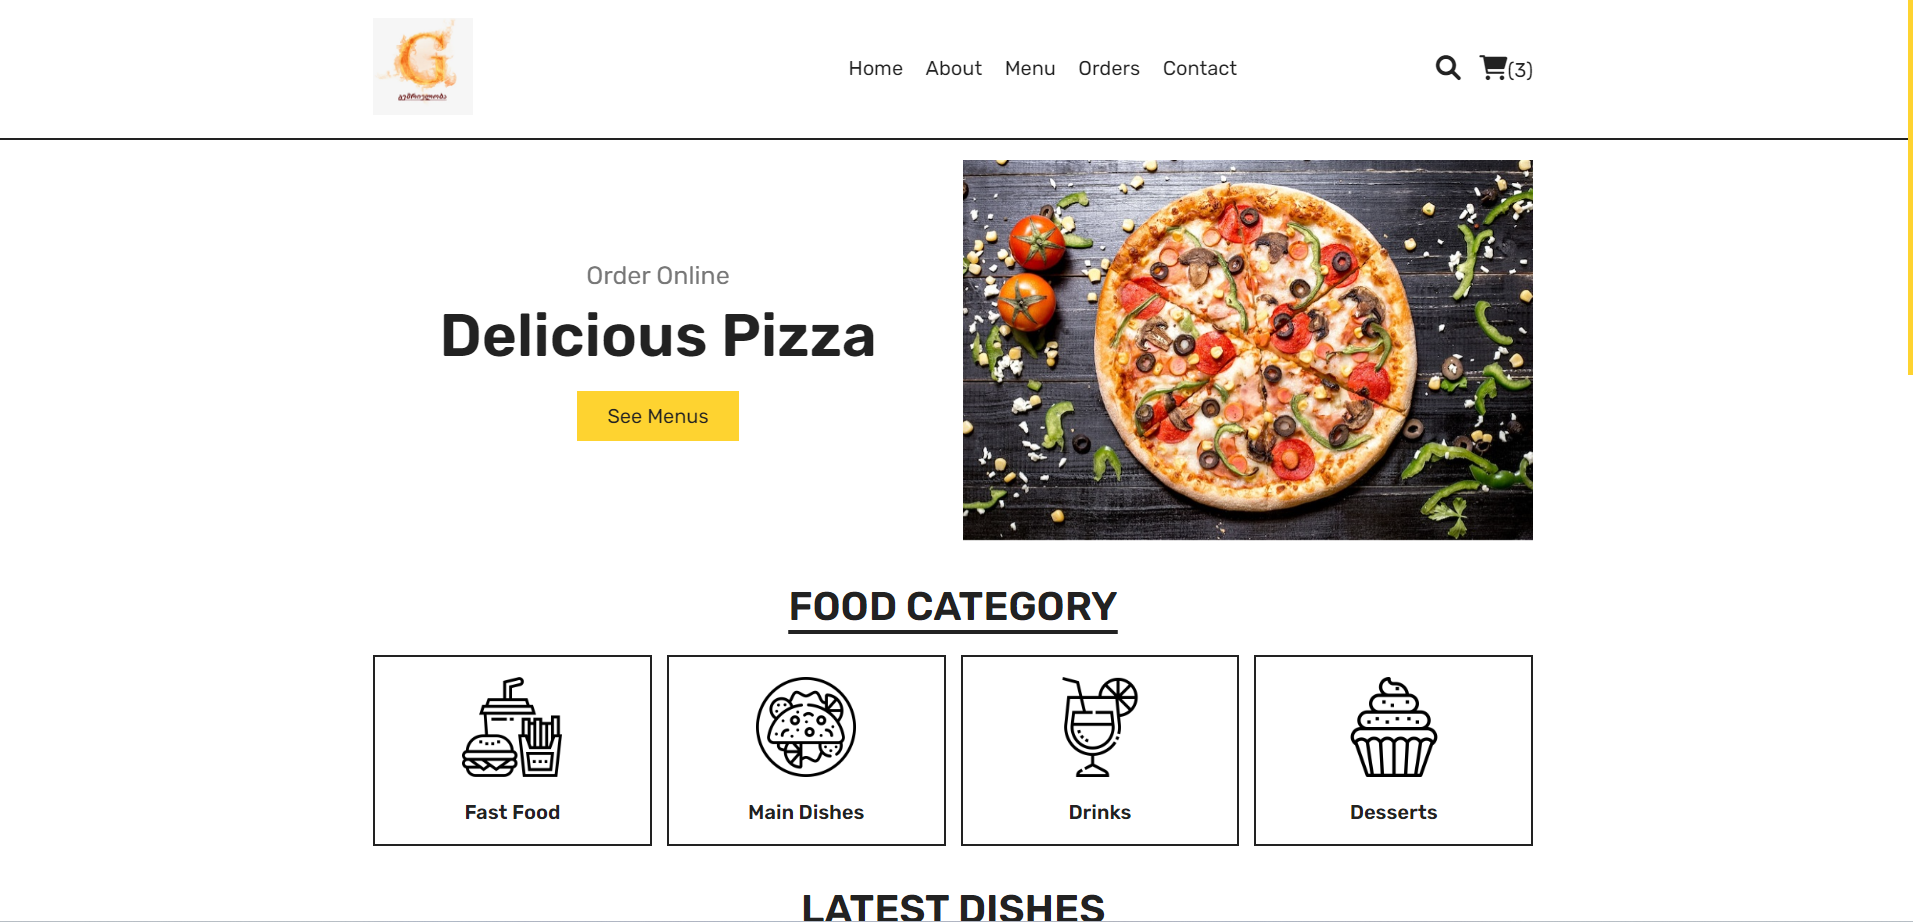 G
გემრიელობა
Home About Menu Orders Contact
(3)
Order Online
Delicious Pizza
See Menus
FOOD CATEGORY
Fast Food
Main Dishes
Drinks
Desserts
LATEST DISHES